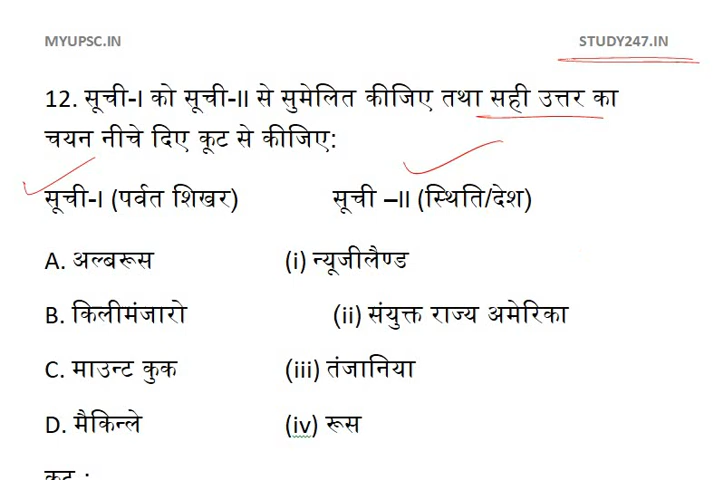 MYUPSC.IN STUDY247.IN
12. सूची-I को सूची-II से सुमेलित कीजिए तथा सही उत्तर का
चयन नीचे दिए कूट से कीजिए:
सूची-I (पर्वत शिखर) सूची –II (स्थिति/देश)
A. अल्बरूस (i) न्यूजीलैण्ड
B. किलीमंजारो (ii) संयुक्त राज्य अमेरिका
C. माउन्ट कुक (iii) तंजानिया
D. मैकिन्ले (iv) रूस
कूट :